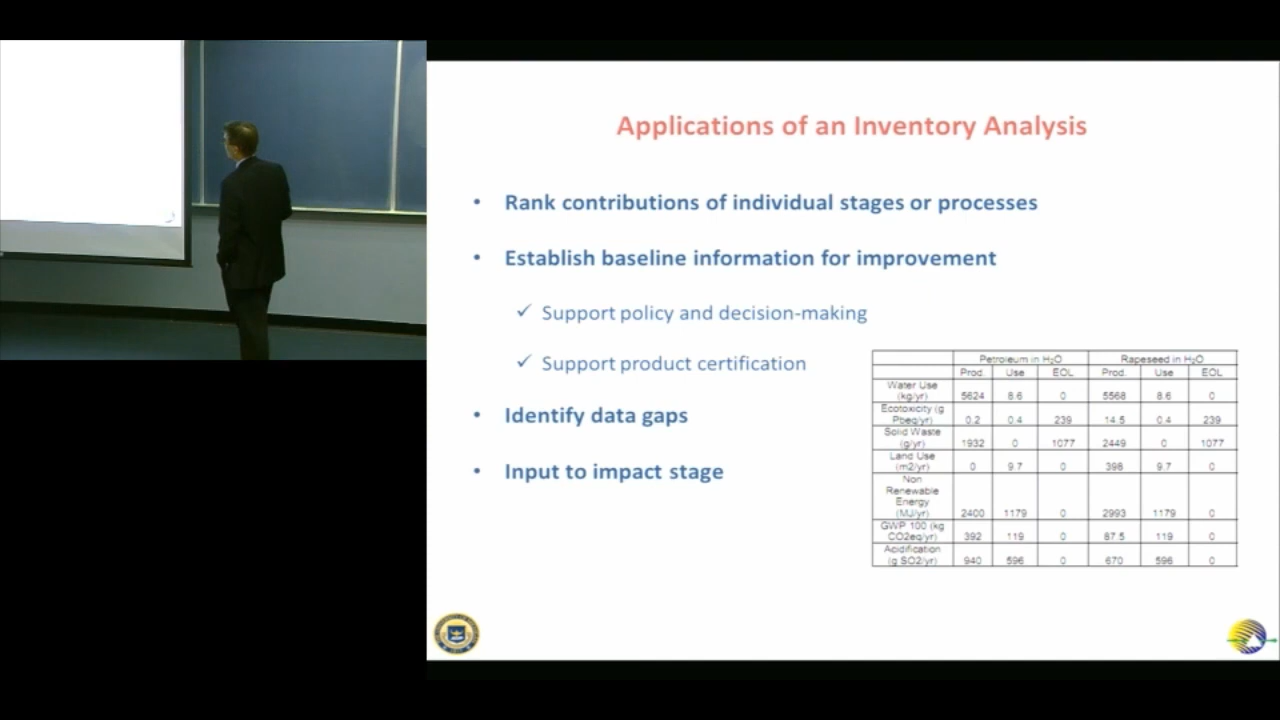 Applications of an Inventory Analysis
• Rank contributions of individual stages or processes
• Establish baseline information for improvement
✓ Support policy and decision-making
✓ Support product certification
• Identify data gaps
• Input to impact stage
Petroleum in H2O Rapeseed in H2O
Prod. Use EOL Prod. Use EOL
Water Use
(kg/yr) 5624 8.6 0 5568 8.6 0
Ecotoxicity (g
Pbeq/yr) 0.2 0.4 239 14.5 0.4 239
Solid Waste
(g/yr) 1932 0 1077 2449 0 1077
Land Use
(m2/yr) 0 9.7 0 398 9.7 0
Non
Renewable
Energy
(MJ/yr) 2400 1179 0 2993 1179 0
GWP 100 (kg
CO2eq/yr) 392 119 0 87.5 119 0
Acidification
(g SO2/yr) 940 596 0 670 596 0